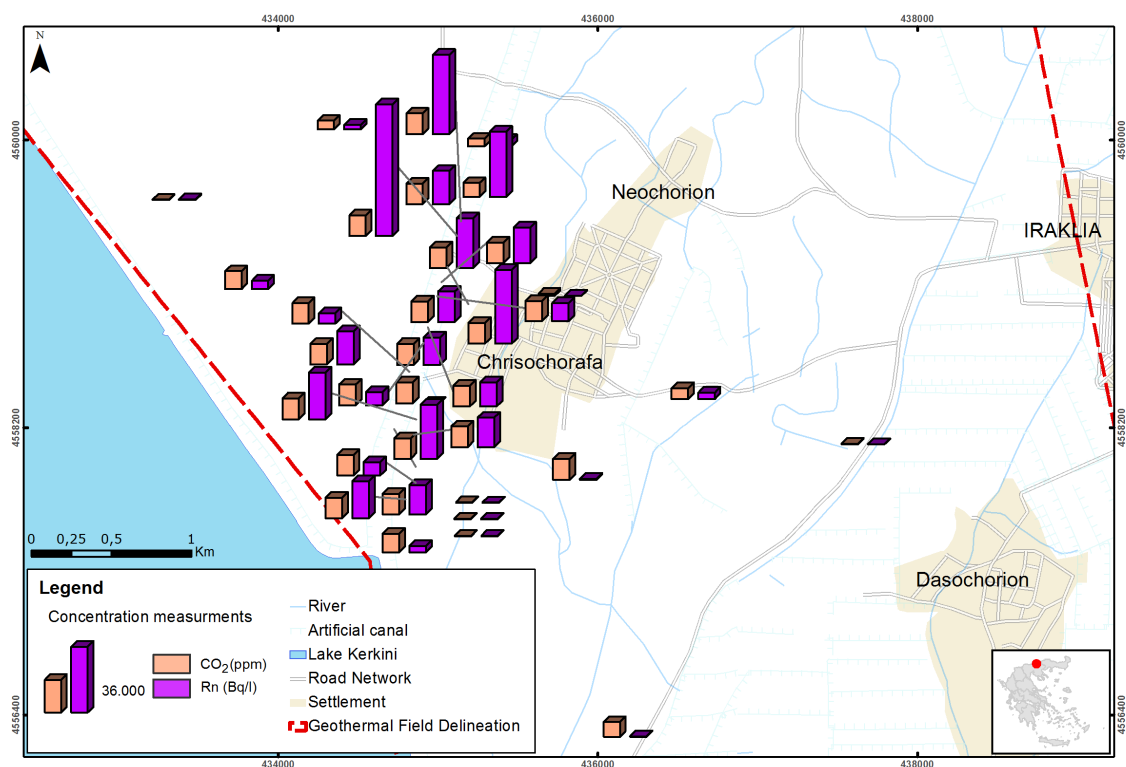 434000 436000 438000
N
4560000 4560000
Neochorion
IRAKLIA
Chrisochorafa
4558200 4558200
0 0,25 0,5 1
Km
Dasochorion
Legend
Concentration measurments
36.000
CO2(ppm)
Rn (Bq/l)
River
Artificial canal
Lake Kerkini
Road Network
Settlement
Geothermal Field Delineation
4556400
434000 436000 438000